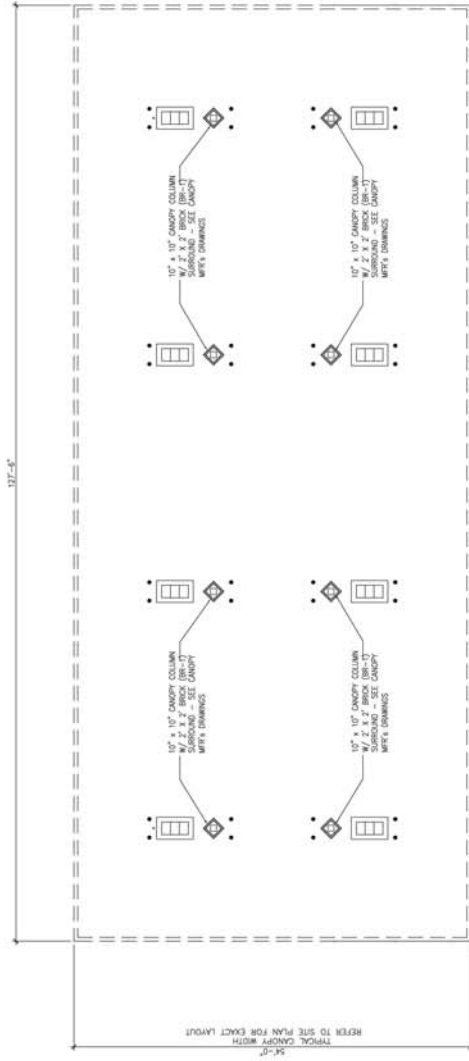 127'-6"
10" x 10" CANOPY COLUMN
W/ 2' X 2' BRICK (BR-1)
SURROUND - SEE CANOPY
MFR's DRAWINGS
10" x 10" CANOPY COLUMN
W/ 2' X 2' BRICK (BR-1)
SURROUND - SEE CANOPY
MFR's DRAWINGS
10" x 10" CANOPY COLUMN
W/ 2' X 2' BRICK (BR-1)
SURROUND - SEE CANOPY
MFR's DRAWINGS
10" x 10" CANOPY COLUMN
W/ 2' X 2' BRICK (BR-1)
SURROUND - SEE CANOPY
MFR's DRAWINGS
54'-0"
TYPICAL CANOPY WIDTH
REFER TO SITE PLAN FOR EXACT LAYOUT